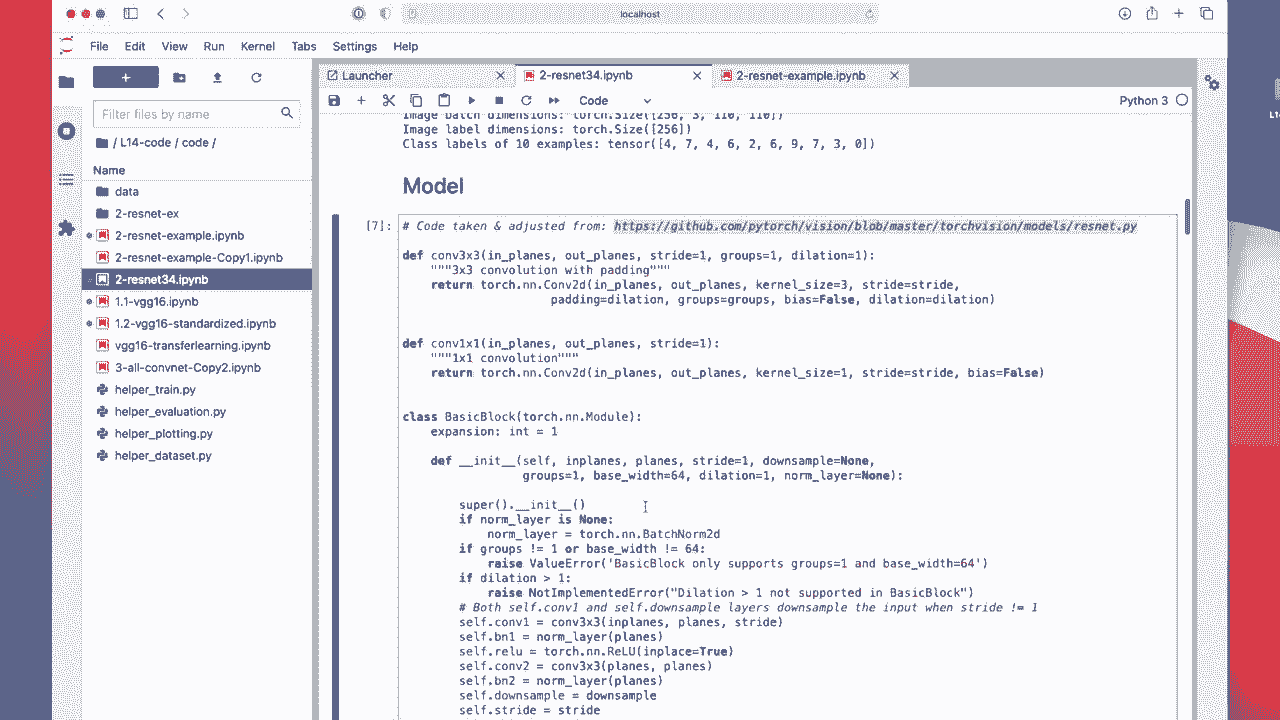 localhost
File Edit View Run Kernel Tabs Settings Help
Launcher
2-resnet34.ipynb
2-resnet-example.ipynb
Filter files by name
Code
Python 3
/ L14-code / code /
Name
data
2-resnet-ex
2-resnet-example.ipynb
2-resnet-example-Copy1.ipynb
2-resnet34.ipynb
1.1-vgg16.ipynb
1.2-vgg16-standardized.ipynb
vgg16-transferlearning.ipynb
3-all-convnet-Copy2.ipynb
helper_train.py
helper_evaluation.py
helper_plotting.py
helper_dataset.py
Image batch dimensions: torch.Size([256, 3, 110, 110])
Image label dimensions: torch.Size([256])
Class labels of 10 examples: tensor([4, 7, 4, 6, 2, 6, 9, 7, 3, 0])
Model
[7]:
# Code taken & adjusted from: https://github.com/pytorch/vision/blob/master/torchvision/models/resnet.py
def conv3x3(in_planes, out_planes, stride=1, groups=1, dilation=1):
"""3x3 convolution with padding"""
return torch.nn.Conv2d(in_planes, out_planes, kernel_size=3, stride=stride,
padding=dilation, groups=groups, bias=False, dilation=dilation)
def conv1x1(in_planes, out_planes, stride=1):
"""1x1 convolution"""
return torch.nn.Conv2d(in_planes, out_planes, kernel_size=1, stride=stride, bias=False)
class BasicBlock(torch.nn.Module):
expansion: int = 1
def __init__(self, inplanes, planes, stride=1, downsample=None,
groups=1, base_width=64, dilation=1, norm_layer=None):
super().__init__()
if norm_layer is None:
norm_layer = torch.nn.BatchNorm2d
if groups != 1 or base_width != 64:
raise ValueError('BasicBlock only supports groups=1 and base_width=64')
if dilation > 1:
raise NotImplementedError("Dilation > 1 not supported in BasicBlock")
# Both self.conv1 and self.downsample layers downsample the input when stride != 1
self.conv1 = conv3x3(inplanes, planes, stride)
self.bn1 = norm_layer(planes)
self.relu = torch.nn.ReLU(inplace=True)
self.conv2 = conv3x3(planes, planes)
self.bn2 = norm_layer(planes)
self.downsample = downsample
self.stride = stride